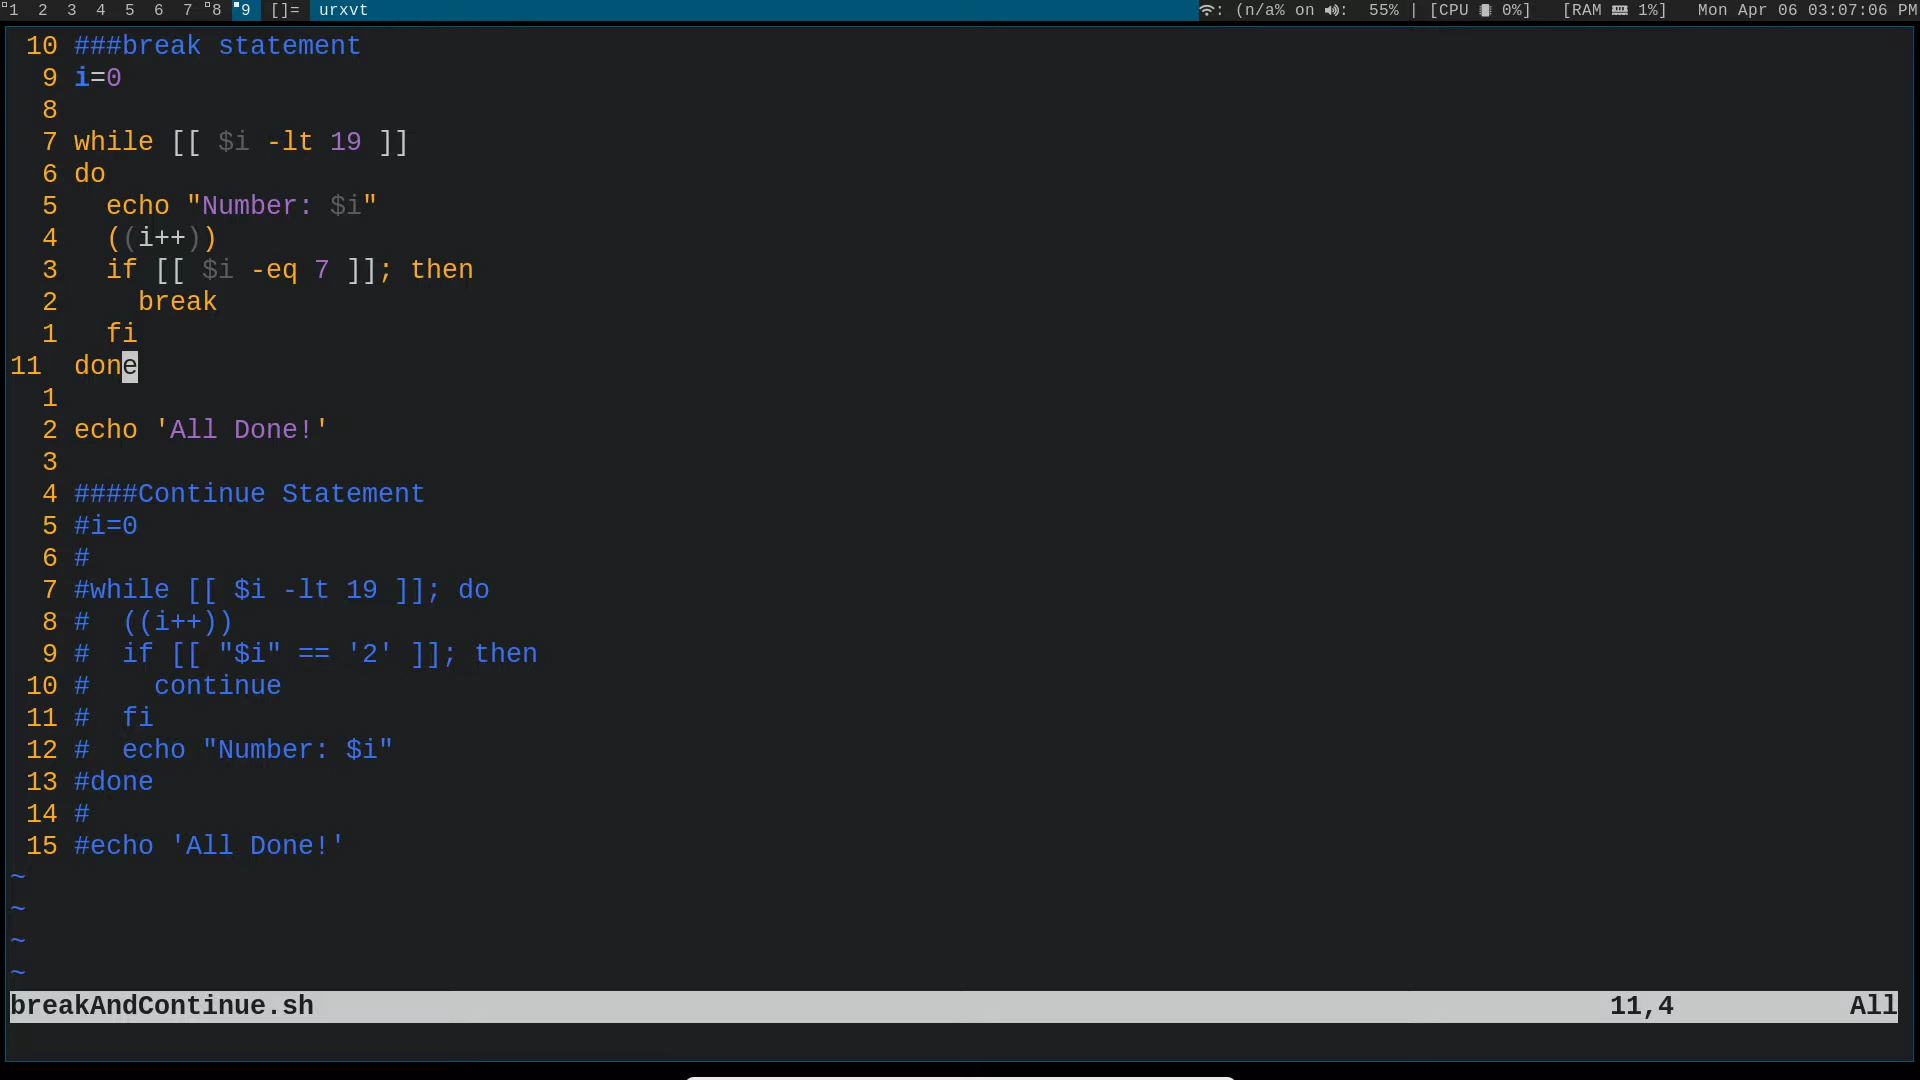 1 2 3 4 5 6 7 8 9 []= urxvt : (n/a% on : 55% | [CPU 0%] [RAM 1%] Mon Apr 06 03:07:06 PM
10 ###break statement
9 i=0
8
7 while [[ $i -lt 19 ]]
6 do
5   echo "Number: $i"
4   ((i++))
3   if [[ $i -eq 7 ]]; then
2     break
1   fi
11 done
1
2 echo 'All Done!'
3
4 ####Continue Statement
5 #i=0
6 #
7 #while [[ $i -lt 19 ]]; do
8 #  ((i++))
9 #  if [[ "$i" == '2' ]]; then
10 #    continue
11 #  fi
12 #  echo "Number: $i"
13 #done
14 #
15 #echo 'All Done!'
~
~
~
~
breakAndContinue.sh 11,4 All